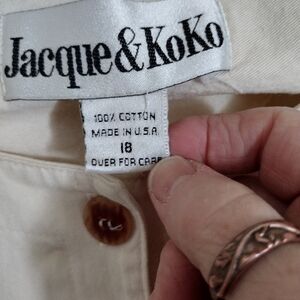 Jacque&KoKo
100% COTTON
MADE IN U.S.A.
18
OVER FOR CARE